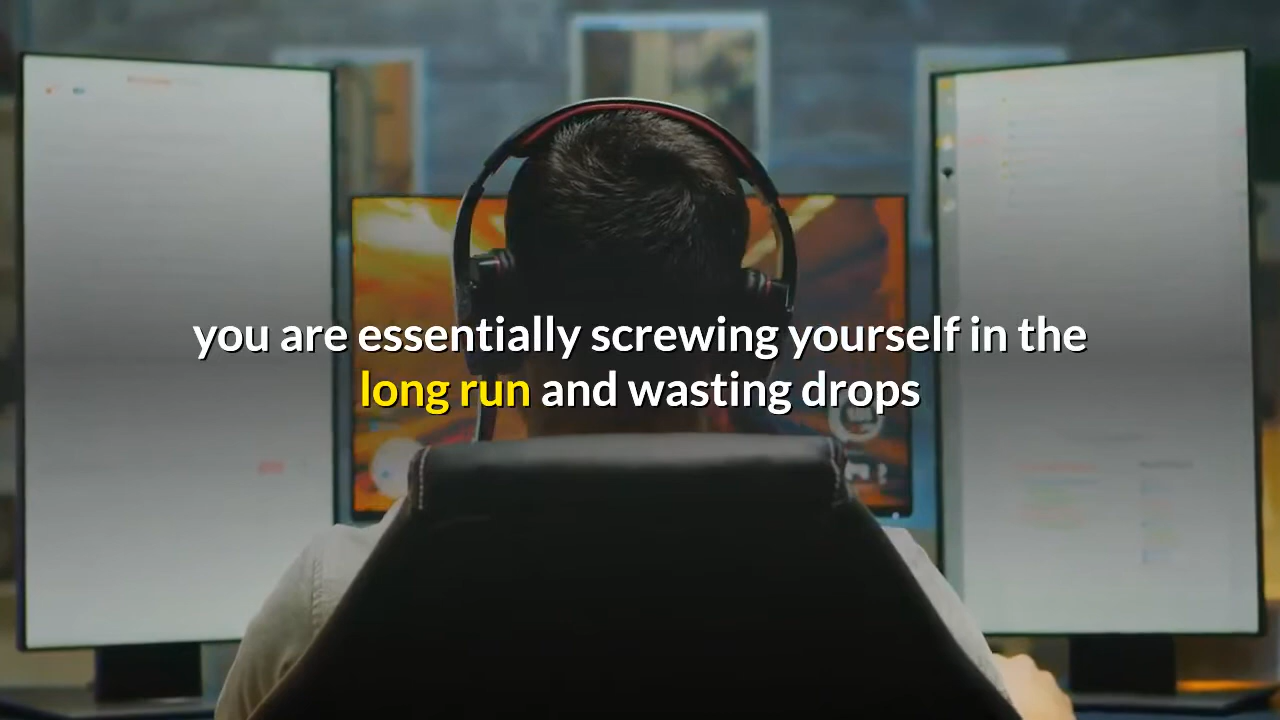 you are essentially screwing yourself in the
long run and wasting drops